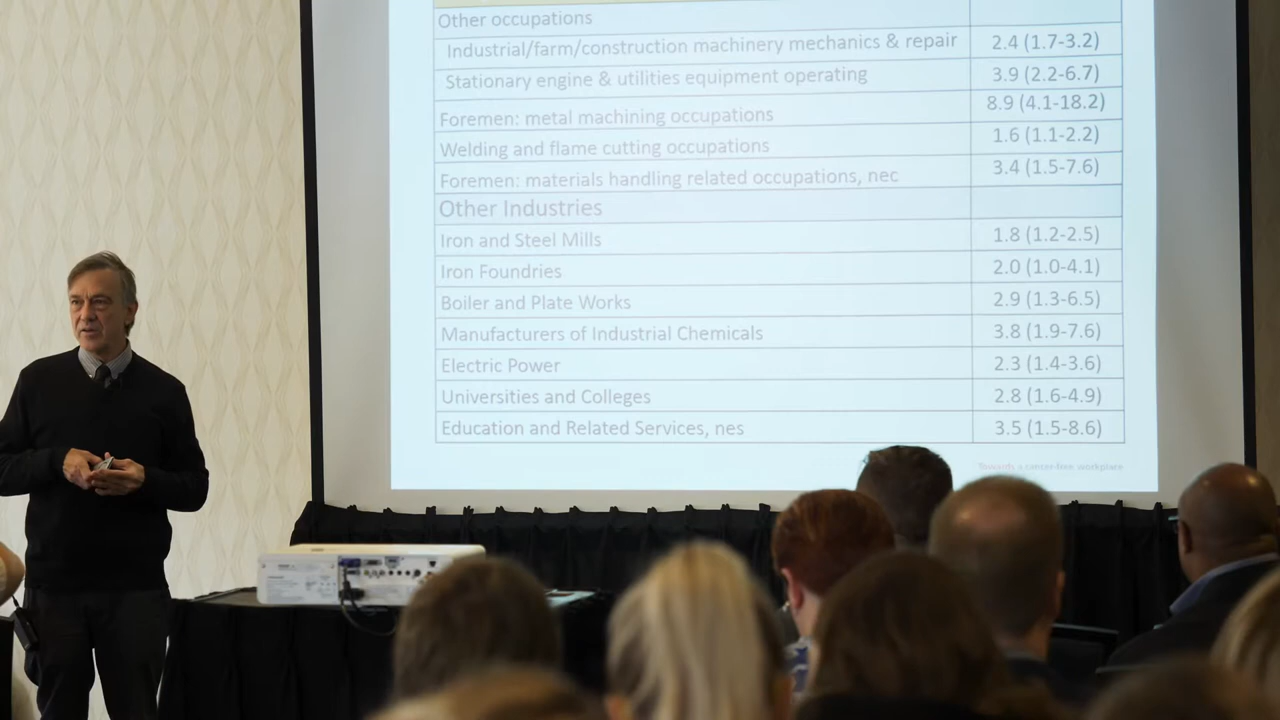 Other occupations
Industrial/farm/construction machinery mechanics & repair 2.4 (1.7-3.2)
Stationary engine & utilities equipment operating 3.9 (2.2-6.7)
Foremen: metal machining occupations 8.9 (4.1-18.2)
Welding and flame cutting occupations 1.6 (1.1-2.2)
Foremen: materials handling related occupations, nec 3.4 (1.5-7.6)
Other Industries
Iron and Steel Mills 1.8 (1.2-2.5)
Iron Foundries 2.0 (1.0-4.1)
Boiler and Plate Works 2.9 (1.3-6.5)
Manufacturers of Industrial Chemicals 3.8 (1.9-7.6)
Electric Power 2.3 (1.4-3.6)
Universities and Colleges 2.8 (1.6-4.9)
Education and Related Services, nes 3.5 (1.5-8.6)
Towards a cancer-free workplace